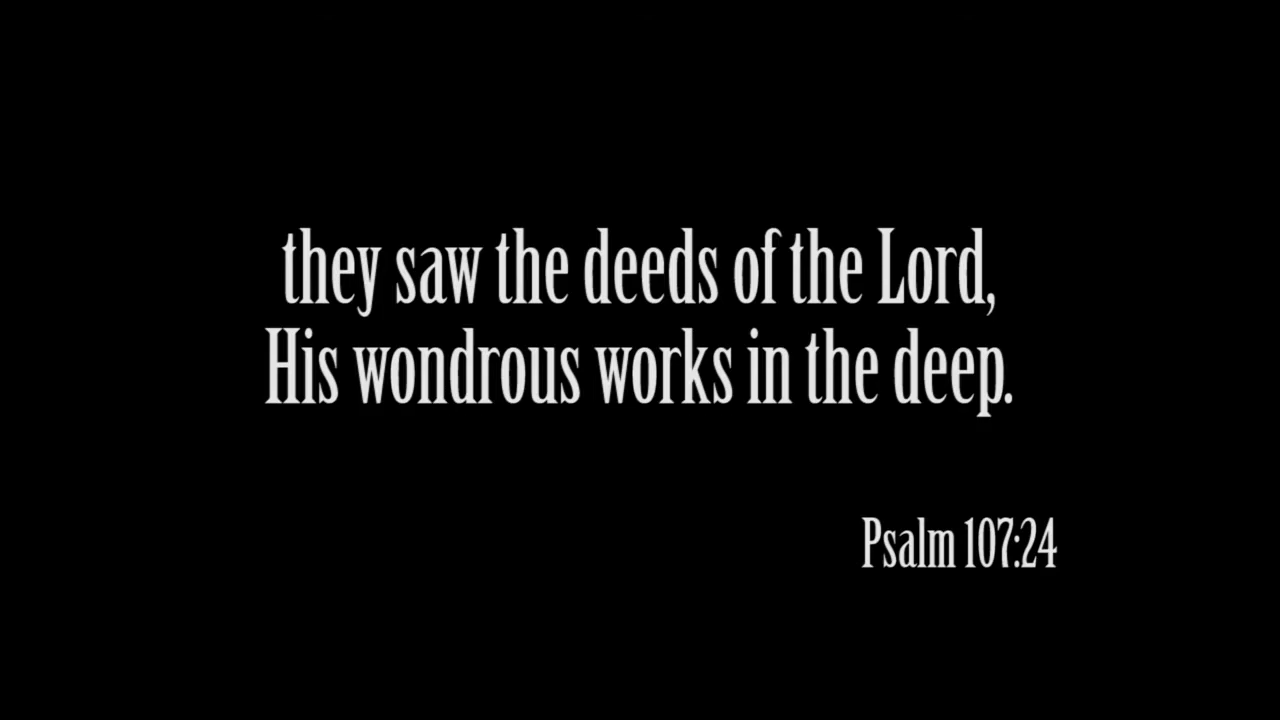 they saw the deeds of the Lord,
His wondrous works in the deep.
Psalm 107:24